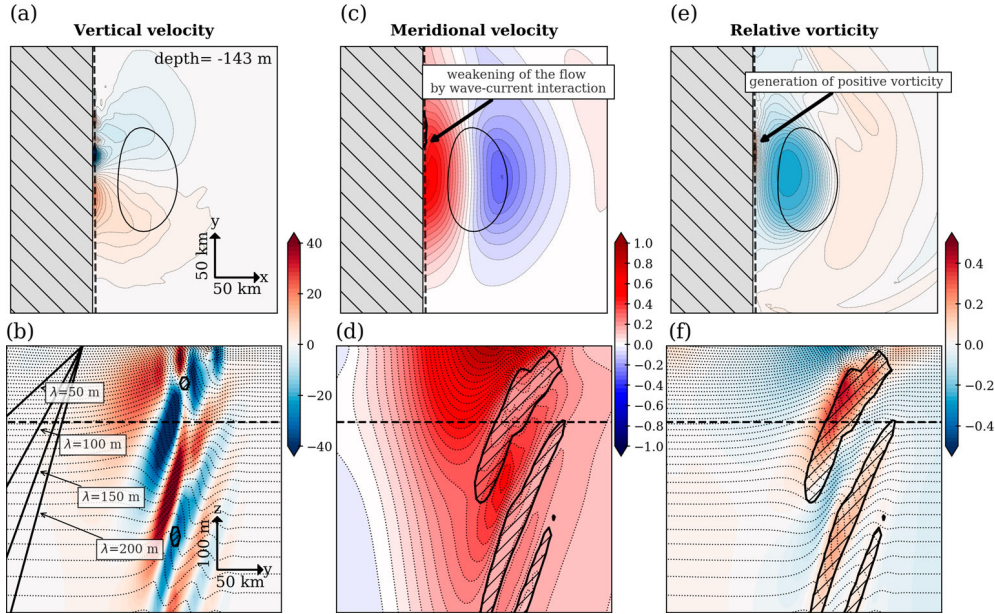 (a)
(c)
(e)
Vertical velocity
Meridional velocity
Relative vorticity
depth= -143 m
weakening of the flow
by wave-current interaction
generation of positive vorticity
y
50 km
x
50 km
40
20
0
−20
−40
1.0
0.8
0.6
0.4
0.2
0.0
−0.2
−0.4
−0.6
−0.8
−1.0
0.4
0.2
0.0
−0.2
−0.4
(b)
(d)
(f)
λ=50 m
λ=100 m
λ=150 m
λ=200 m
z
100 m
y
50 km